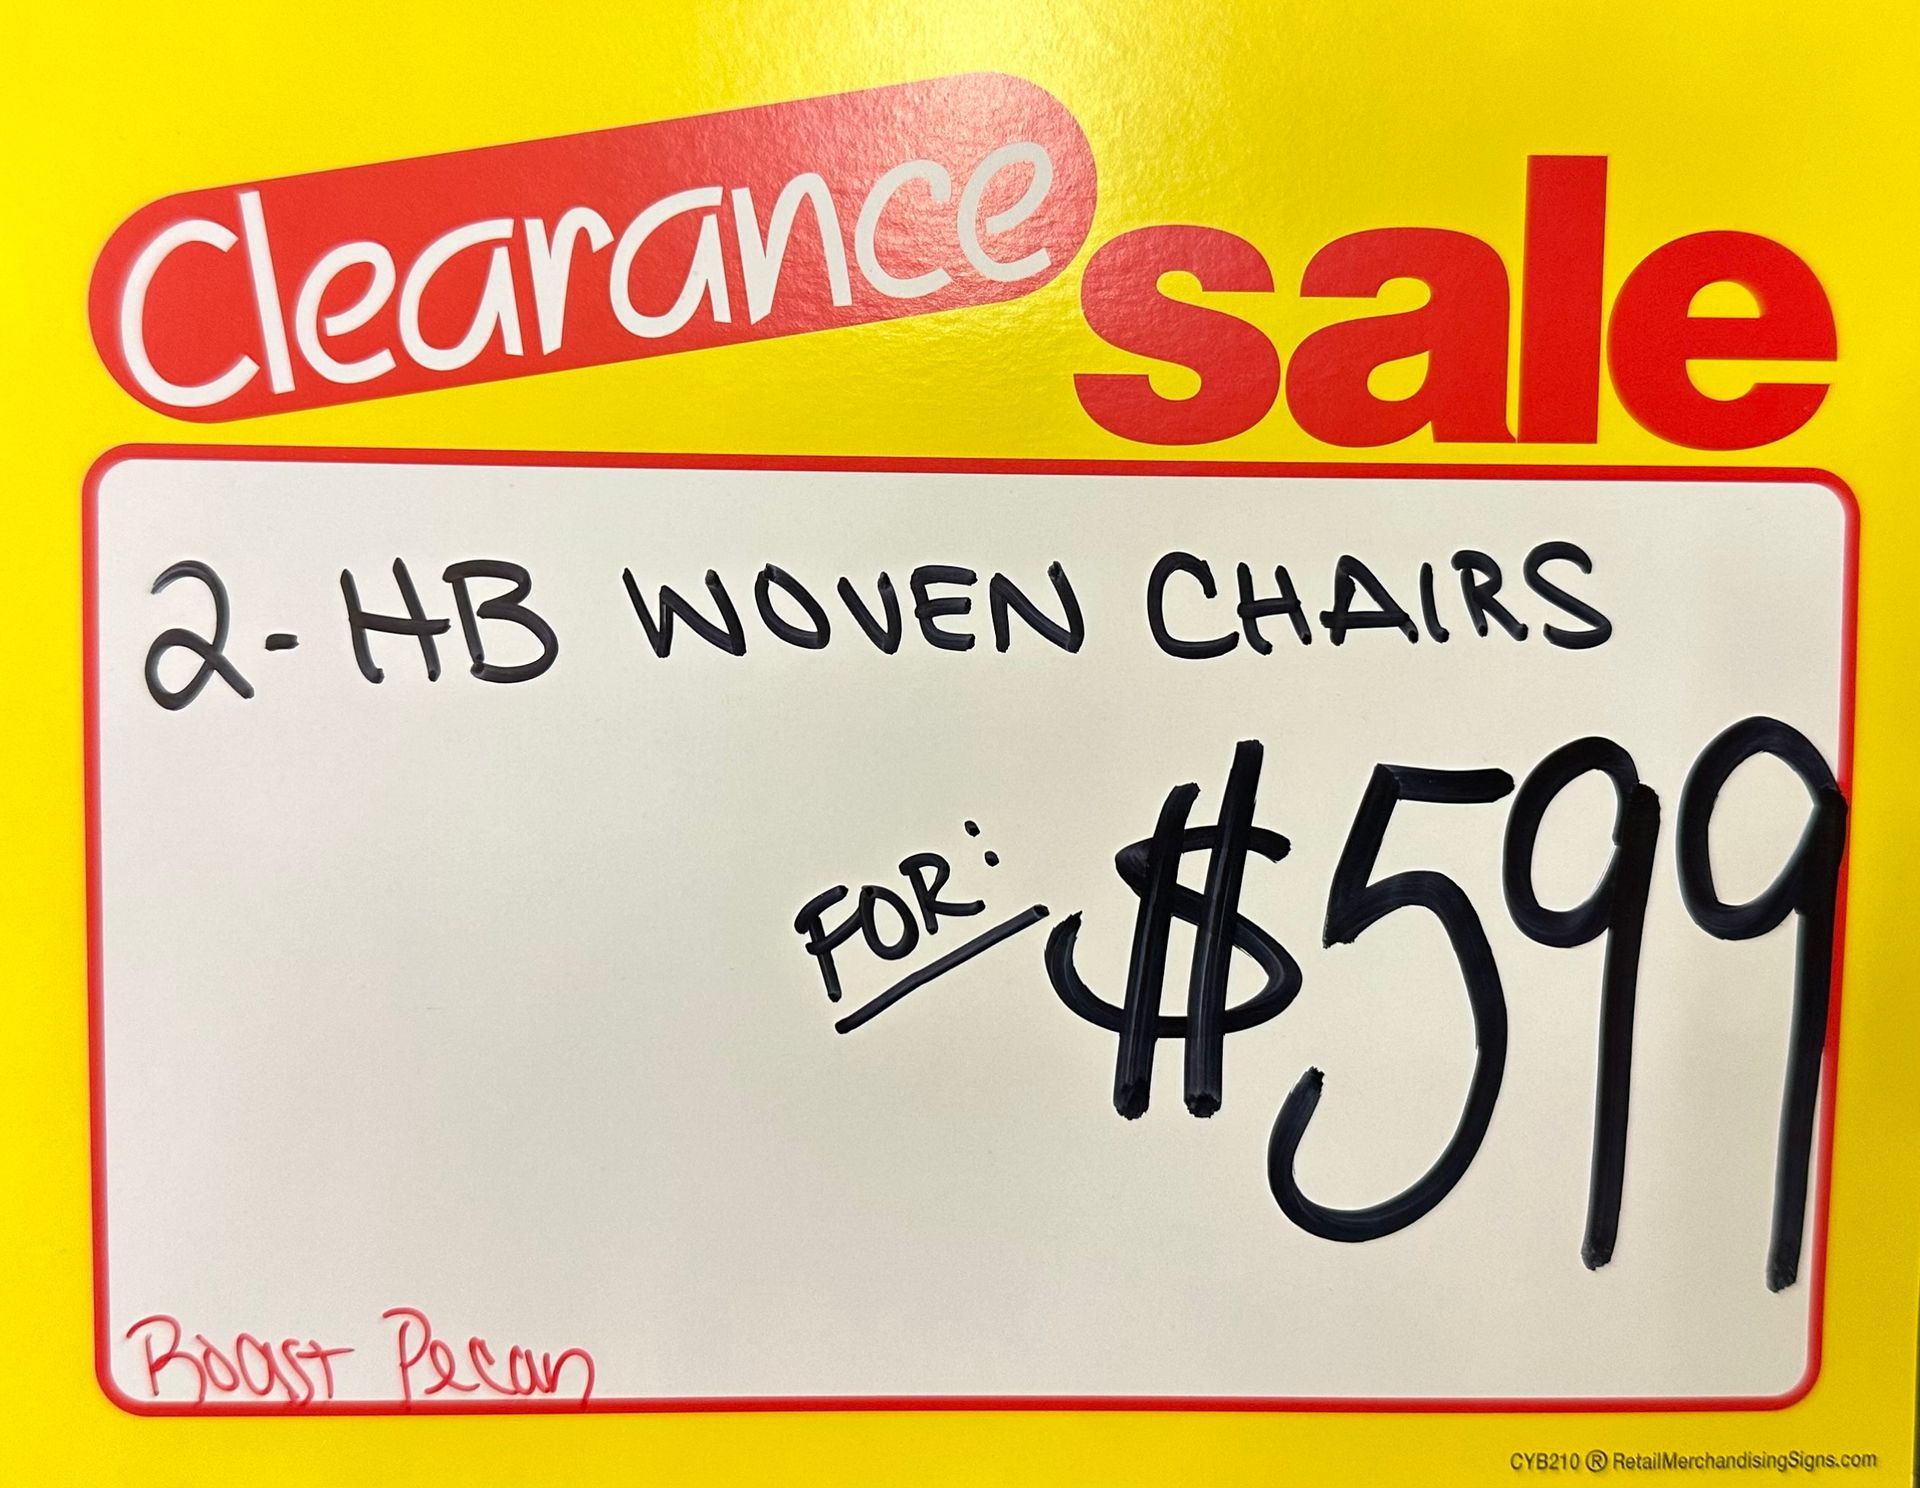 Clearance sale
2-HB WOVEN CHAIRS
FOR: $599
Roast Pecan
CYB210 ® RetailMerchandisingSigns.com